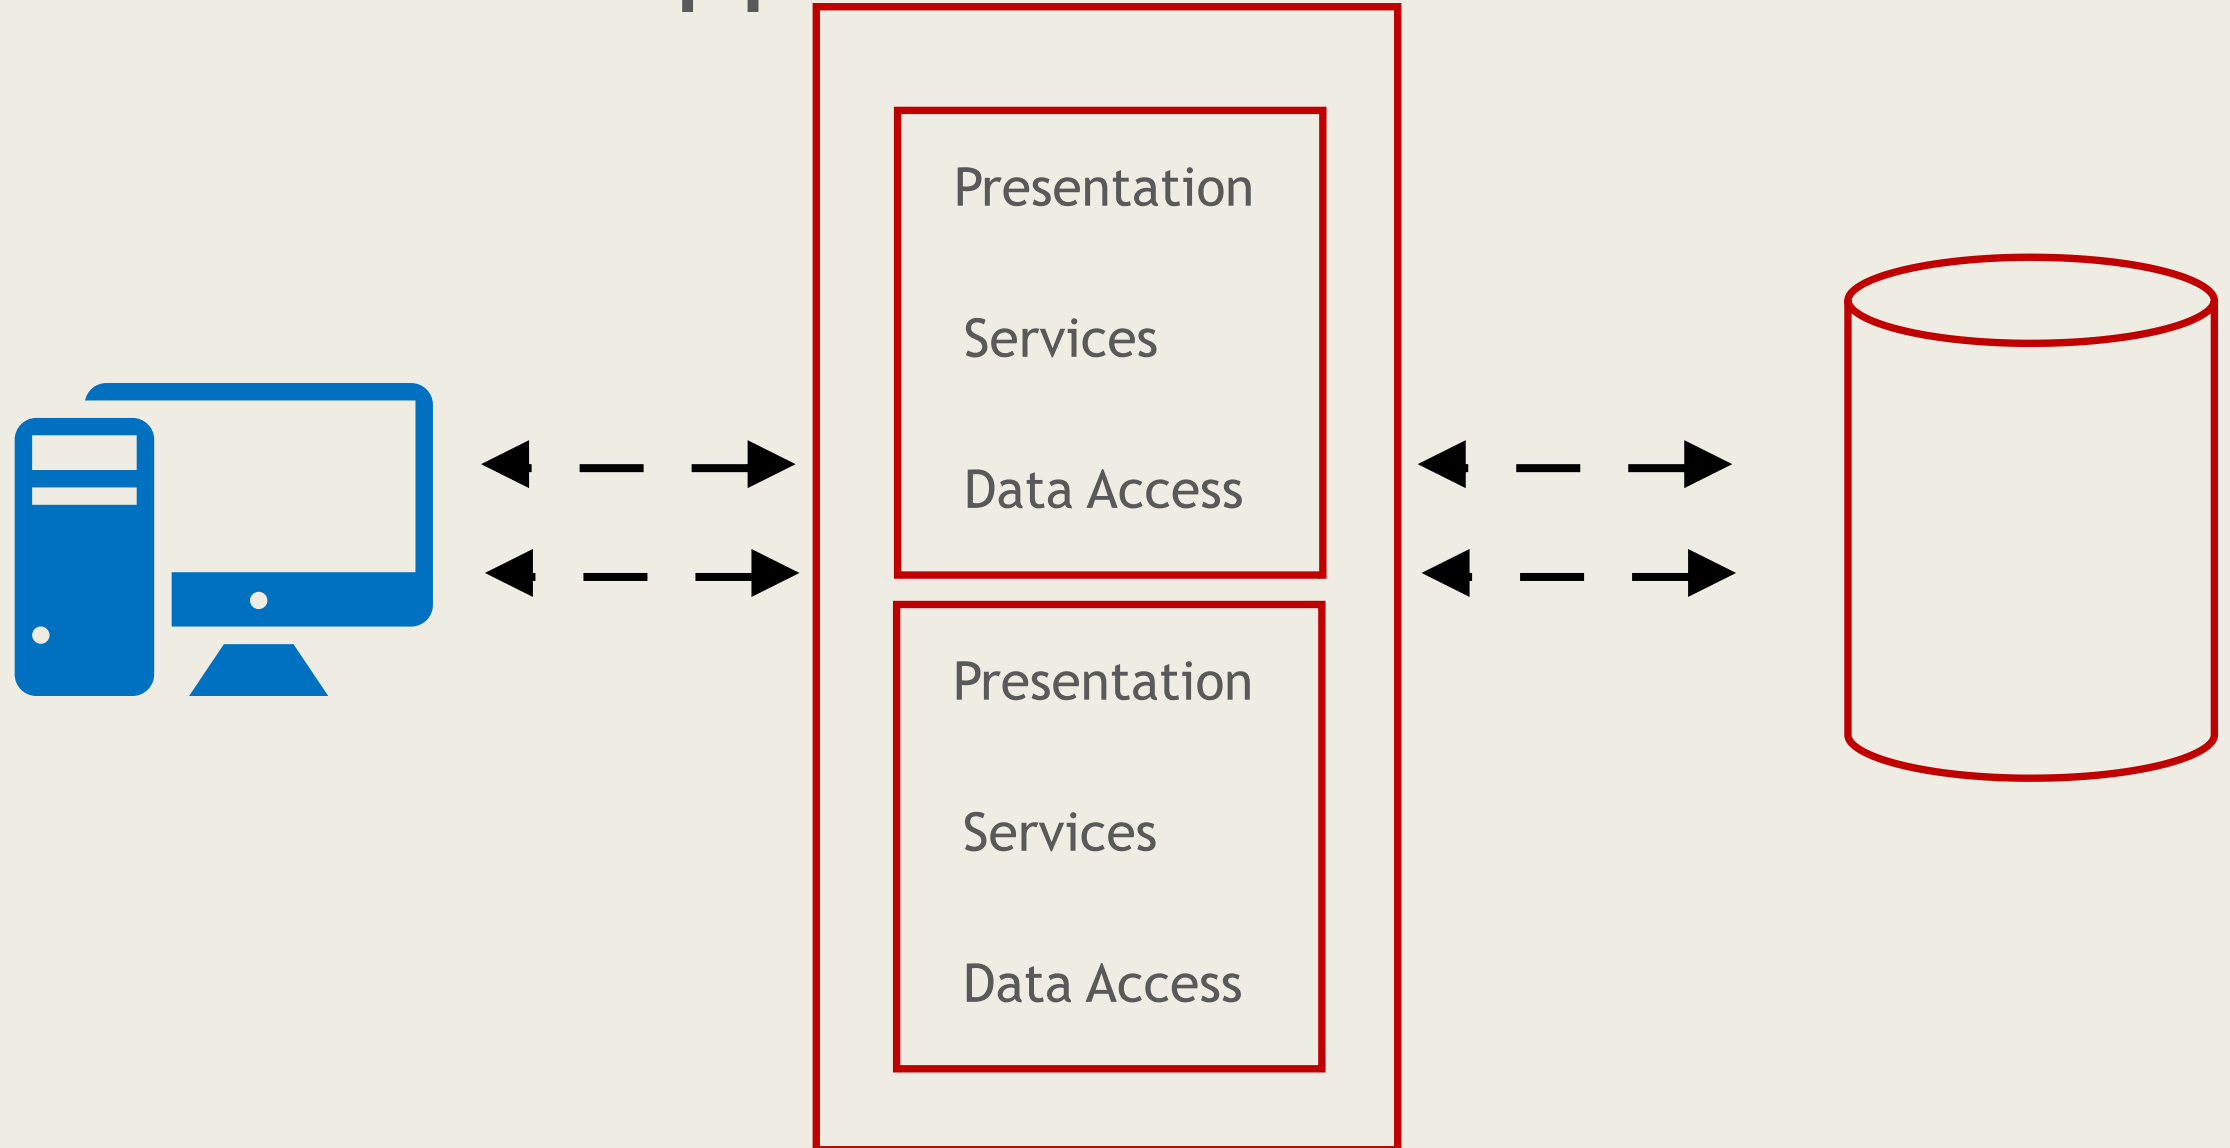 Presentation
Services
Data Access
Presentation
Services
Data Access